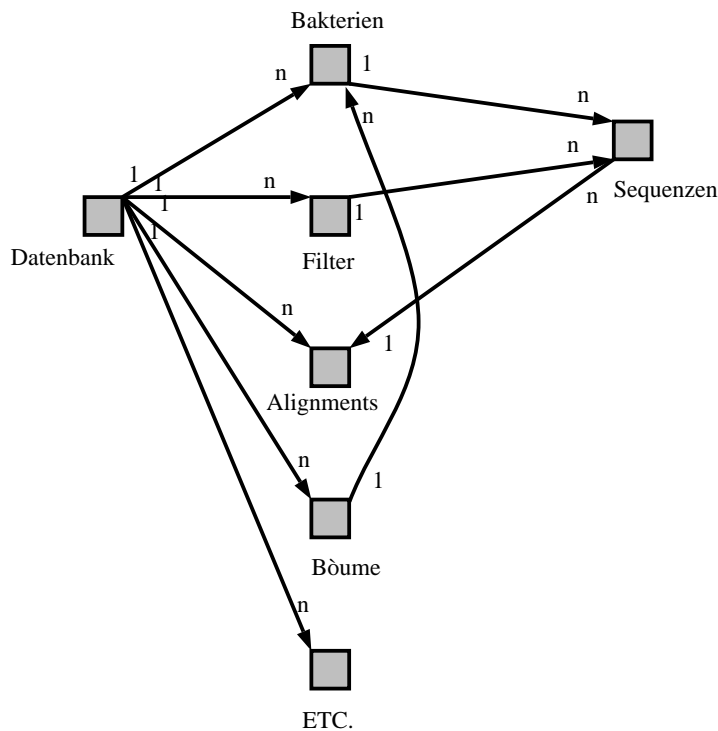 Bakterien
1
n
n
n
n
1
1
n
Sequenzen
n
1
1
1
Datenbank
Filter
n
1
Alignments
n
1
Bòume
n
ETC.